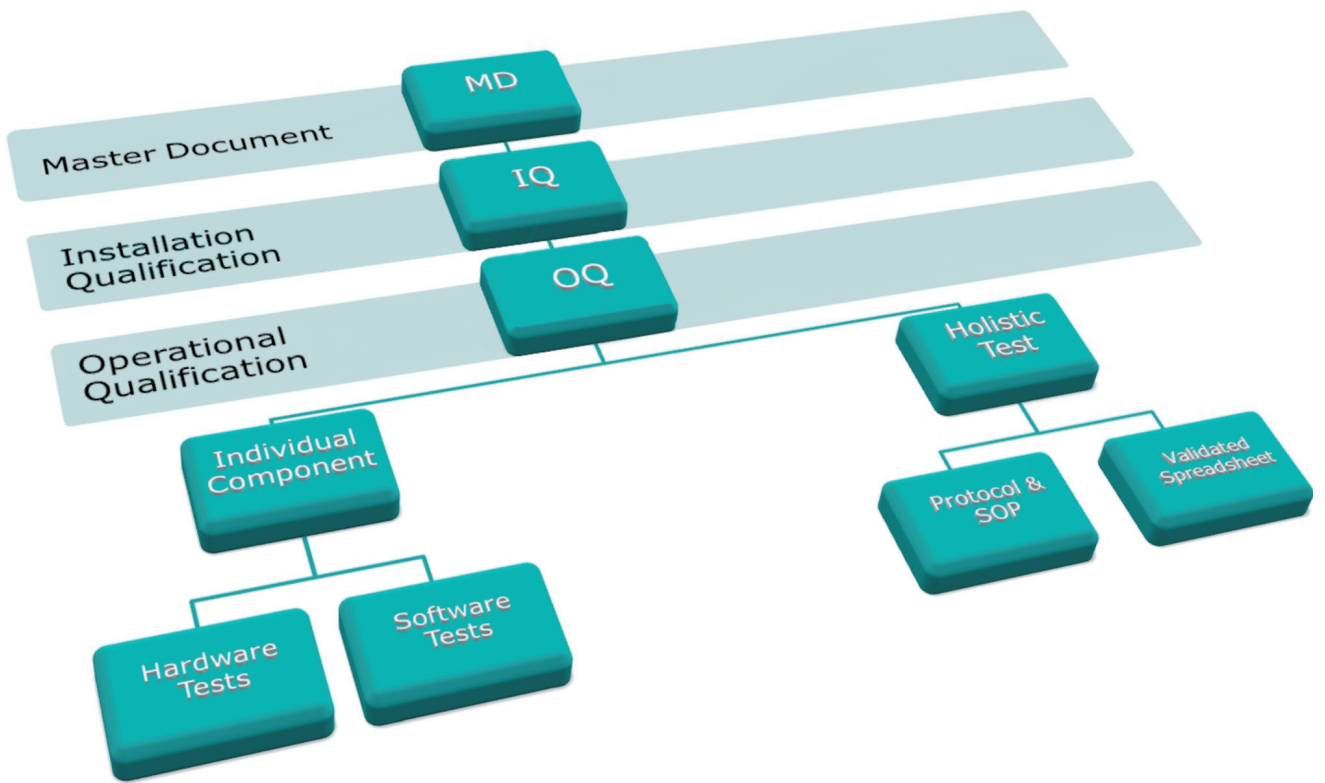 MD
Master Document
IQ
Installation
Qualification
OQ
Operational
Qualification
Holistic
Test
Individual
Component
Protocol &
SOP
Validated
Spreadsheet
Hardware
Tests
Software
Tests